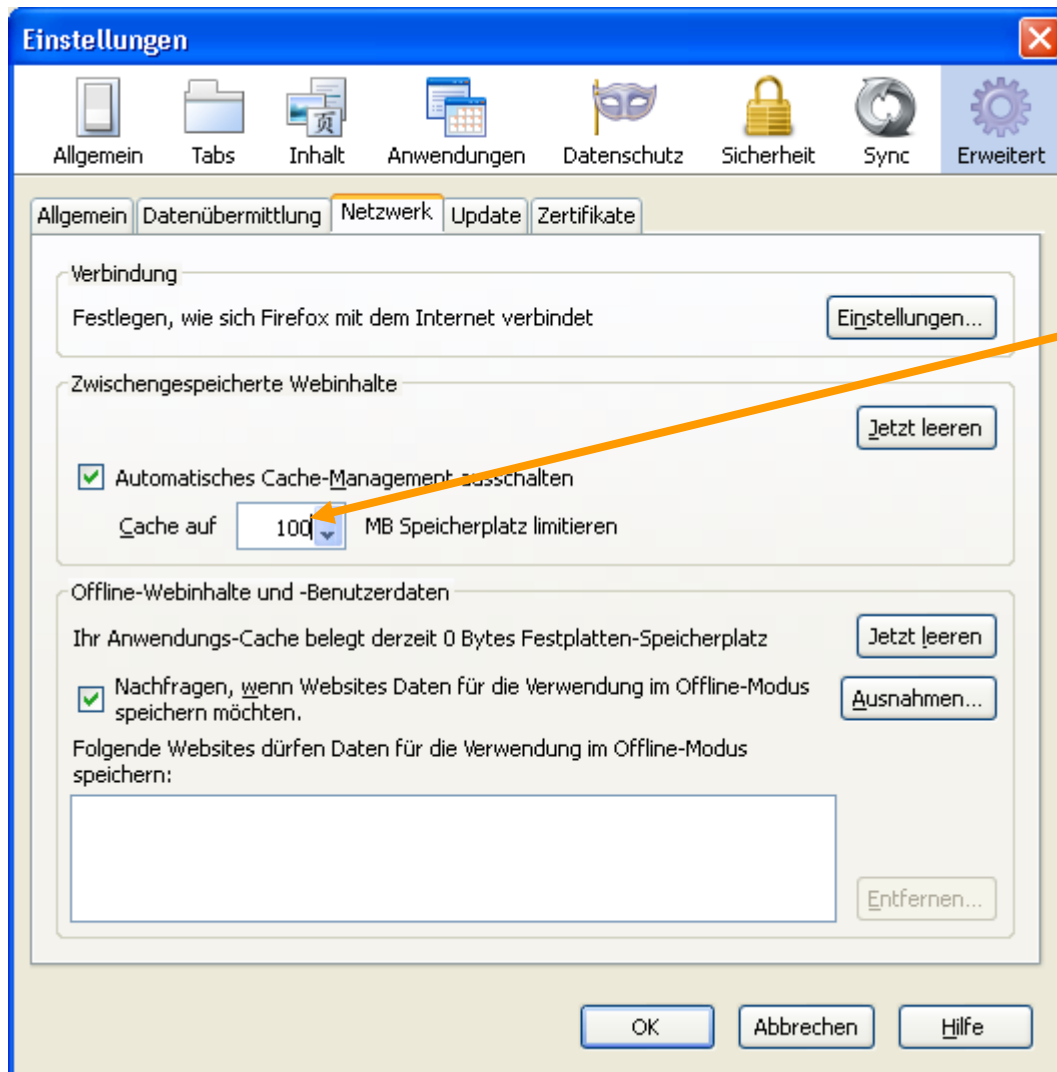 Einstellungen
页
Allgemein Tabs Inhalt Anwendungen Datenschutz Sicherheit Sync Erweitert
Allgemein Datenübermittlung Netzwerk Update Zertifikate
Verbindung
Festlegen, wie sich Firefox mit dem Internet verbindet Einstellungen...
Zwischengespeicherte Webinhalte
Jetzt leeren
Automatisches Cache-Management ausschalten
Cache auf 100 MB Speicherplatz limitieren
Offline-Webinhalte und -Benutzerdaten
Ihr Anwendungs-Cache belegt derzeit 0 Bytes Festplatten-Speicherplatz Jetzt leeren
Nachfragen, wenn Websites Daten für die Verwendung im Offline-Modus
speichern möchten. Ausnahmen...
Folgende Websites dürfen Daten für die Verwendung im Offline-Modus
speichern:
Entfernen...
OK Abbrechen Hilfe